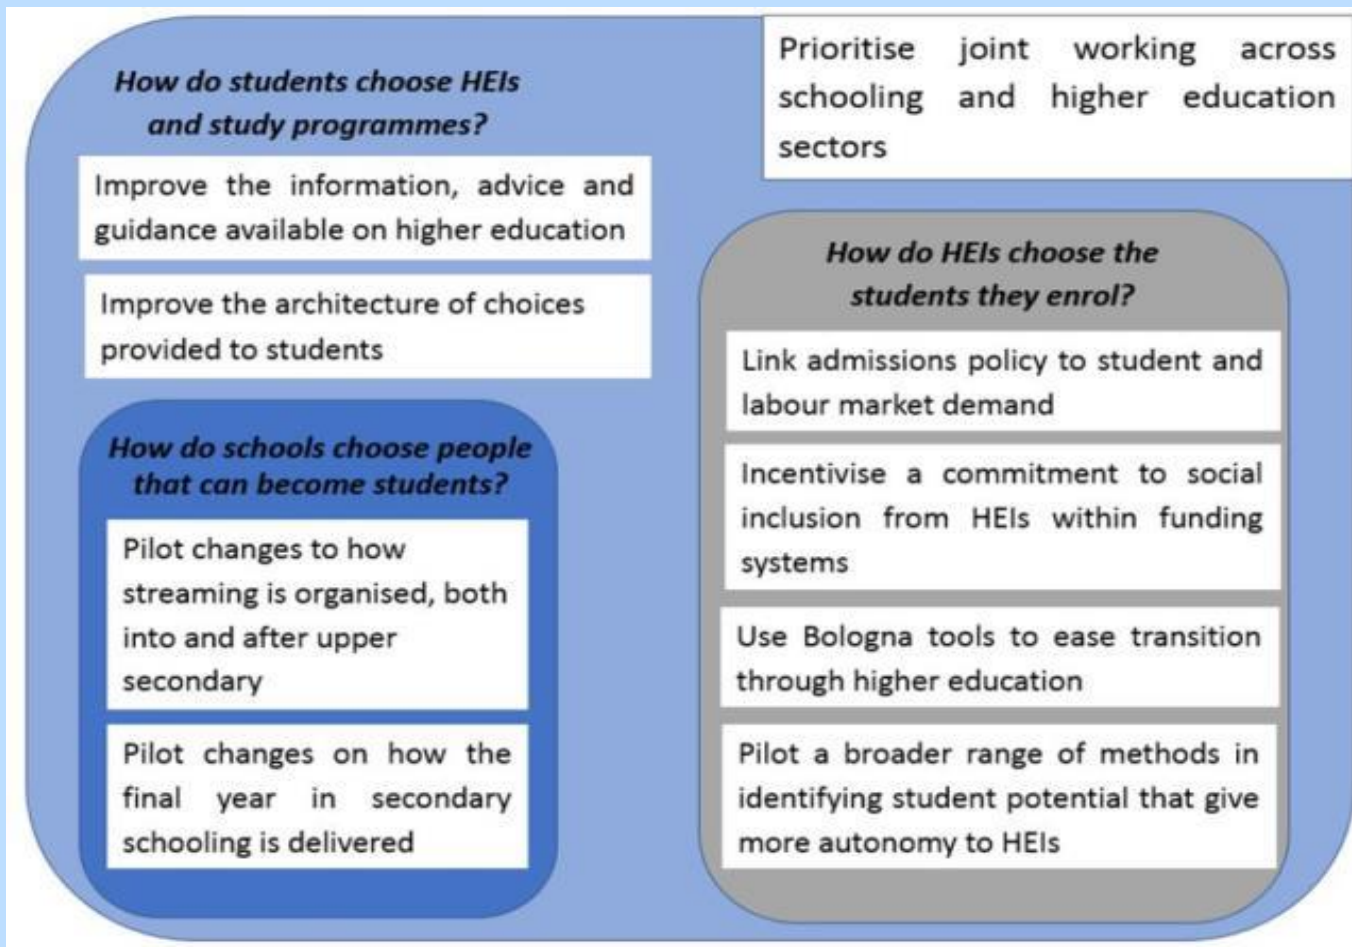 How do students choose HEIs
and study programmes?
Improve the information, advice and
guidance available on higher education
Improve the architecture of choices
provided to students
How do schools choose people
that can become students?
Pilot changes to how
streaming is organised, both
into and after upper
secondary
Pilot changes on how the
final year in secondary
schooling is delivered
Prioritise joint working across
schooling and higher education
sectors
How do HEIs choose the
students they enrol?
Link admissions policy to student and
labour market demand
Incentivise a commitment to social
inclusion from HEIs within funding
systems
Use Bologna tools to ease transition
through higher education
Pilot a broader range of methods in
identifying student potential that give
more autonomy to HEIs